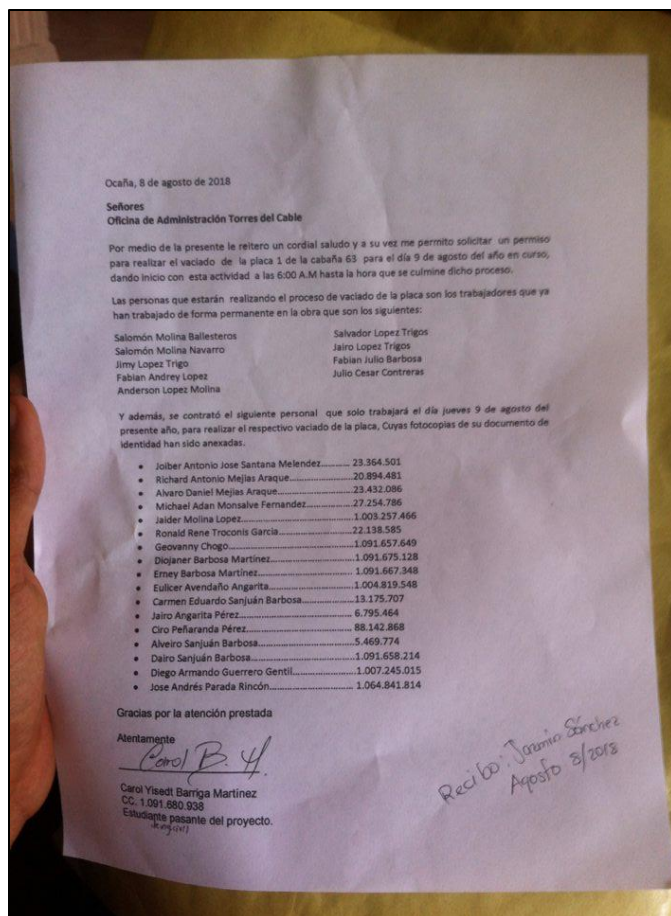 Ocaña, 8 de agosto de 2018
Señores
Oficina de Administración Torres del Cable
Por medio de la presente le reitero un cordial saludo y a su vez me permito solicitar un permiso
para realizar el vaciado de la placa 1 de la cabaña 63 para el día 9 de agosto del año en curso,
dando inicio con esta actividad a las 6:00 A.M hasta la hora que se culmine dicho proceso.
Las personas que estarán realizando el proceso de vaciado de la placa son los trabajadores que ya
han trabajado de forma permanente en la obra que son los siguientes:
Salomón Molina Ballesteros
Salomón Molina Navarro
Jimy Lopez Trigo
Fabian Andrey Lopez
Anderson Lopez Molina
Salvador Lopez Trigos
Jairo Lopez Trigos
Fabian Julio Barbosa
Julio Cesar Contreras
Y además, se contrató el siguiente personal que solo trabajará el día jueves 9 de agosto del
presente año, para realizar el respectivo vaciado de la placa, Cuyas fotocopias de su documento de
identidad han sido anexadas.
• Joiber Antonio Jose Santana Melendez........... 23.364.501
• Richard Antonio Mejias Araque......................20.894.481
• Alvaro Daniel Mejias Araque.........................23.432.086
• Michael Adan Monsalve Fernandez...............27.254.786
• Jaider Molina Lopez.....................................1.003.257.466
• Ronald Rene Troconis Garcia........................22.138.585
• Geovanny Chogo..........................................1.091.657.649
• Diojaner Barbosa Martínez...........................1.091.675.128
• Erney Barbosa Martínez............................... 1.091.667.348
• Eulicer Avendaño Angarita...........................1.004.819.548
• Carmen Eduardo Sanjuán Barbosa................13.175.707
• Jairo Angarita Pérez.....................................6.795.464
• Ciro Peñaranda Pérez................................... 88.142.868
• Alveiro Sanjuán Barbosa...............................5.469.774
• Dairo Sanjuán Barbosa..................................1.091.658.214
• Diego Armando Guerrero Gentil....................1.007.245.015
• Jose Andrés Parada Rincón........................... 1.064.841.814
Gracias por la atención prestada
Atentamente
Carol B. M.
Carol Yisedt Barriga Martínez
CC. 1.091.680.938
Estudiante pasante del proyecto.
Recibo: Jazmin Sánchez
Agosto 8/2018